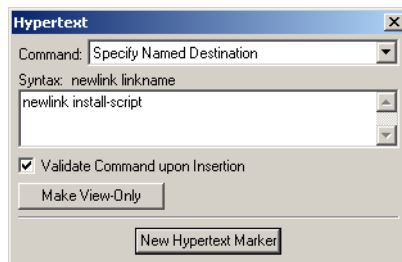 Hypertext
Command: Specify Named Destination
Syntax: newlink linkname
newlink install-script
Validate Command upon Insertion
Make View-Only
New Hypertext Marker